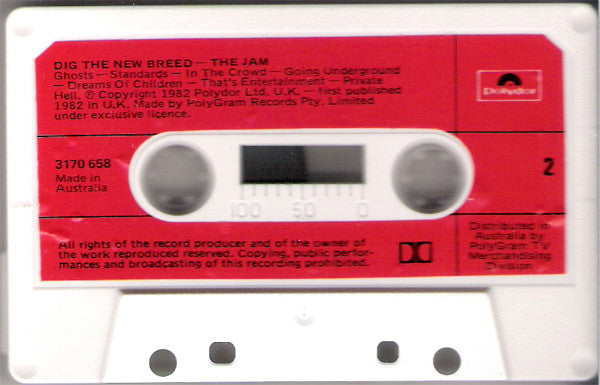 DIG THE NEW BREED — THE JAM
Ghosts — Standards — In The Crowd — Going Underground
— Dreams Of Children — That's Entertainment — Private
Hell. ℗ Copyright 1982 Polydor Ltd. U.K. — first published
1982 in U.K. Made by PolyGram Records Pty. Limited
under exclusive licence.
Polydor
3170 658
Made in
Australia
2
100 50 0
All rights of the record producer and of the owner of
the work reproduced reserved. Copying, public perfor-
mances and broadcasting of this recording prohibited.
Distributed in
Australia by
PolyGram TV
Merchandising
Division